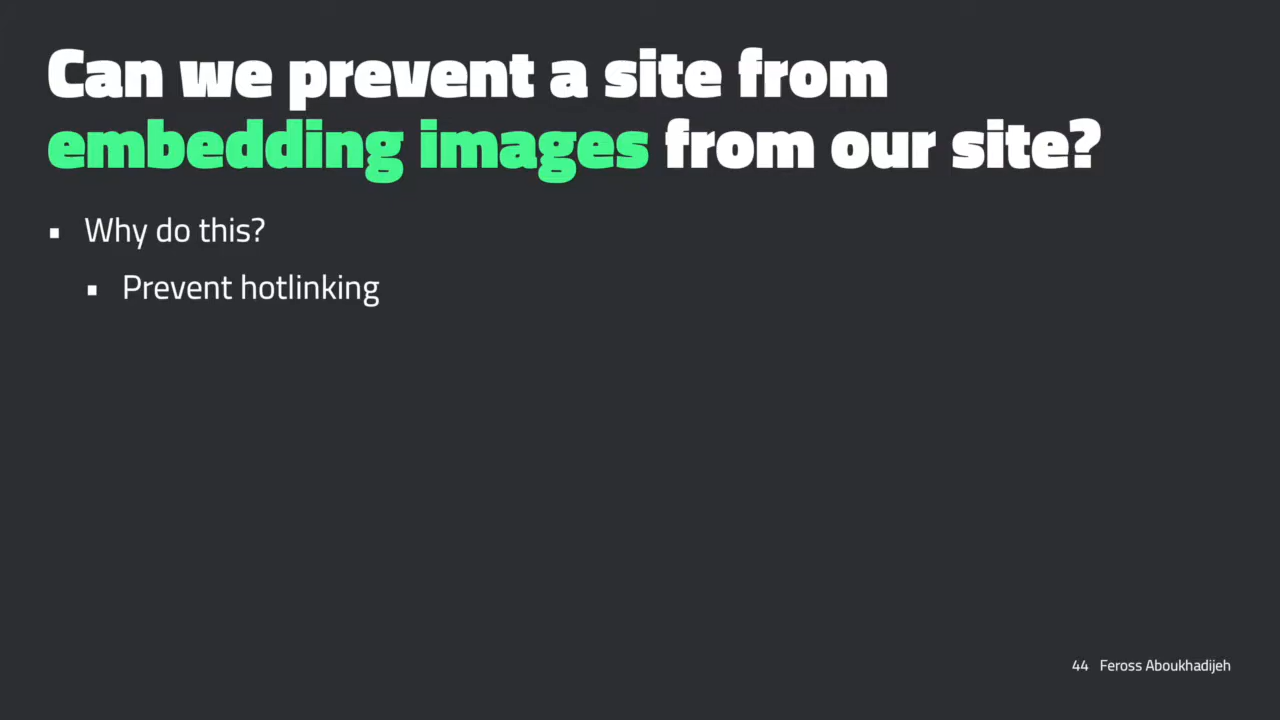 Can we prevent a site from
embedding images from our site?
▪ Why do this?
▪ Prevent hotlinking
44 Feross Aboukhadijeh